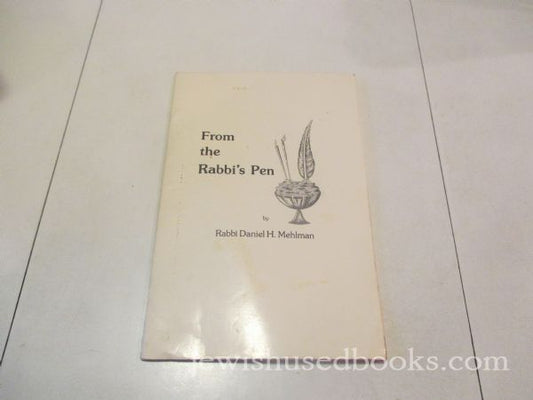 From
the
Rabbi's Pen
by
Rabbi Daniel H. Mehlman
jewishusedbooks.com